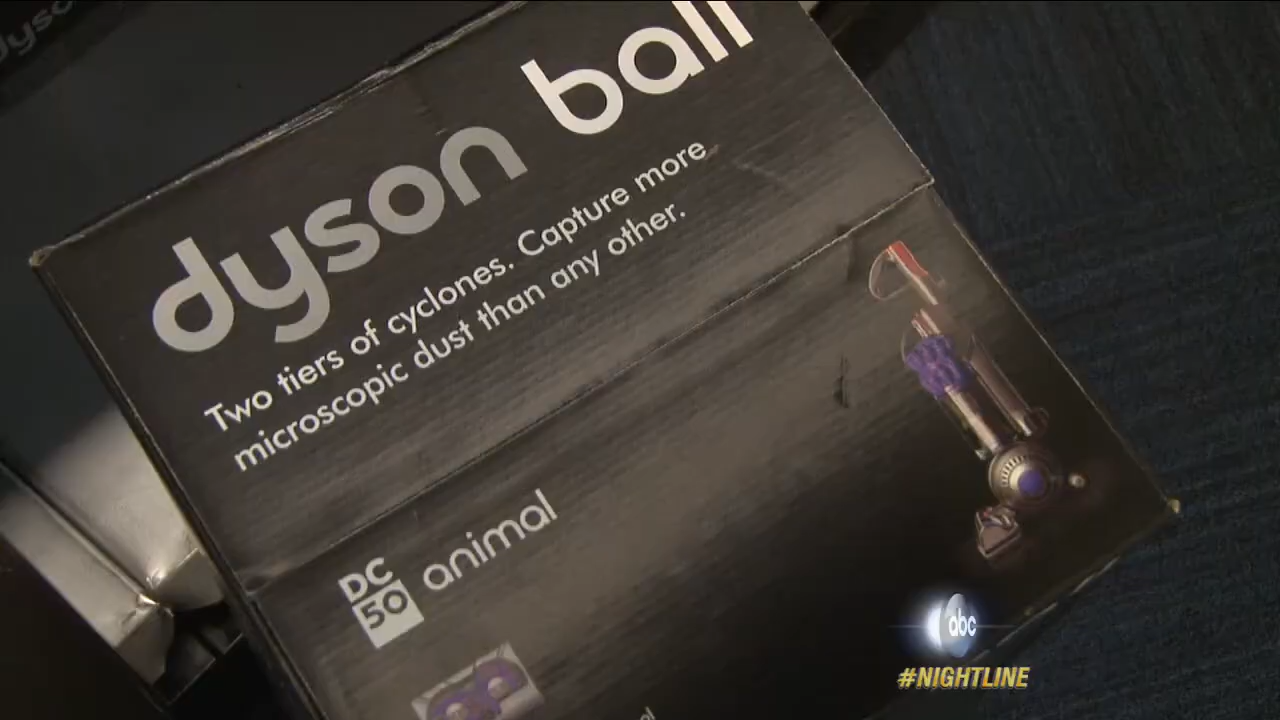 dyson ball
Two tiers of cyclones. Capture more
microscopic dust than any other.
DC
50
animal
abc
#NIGHTLINE